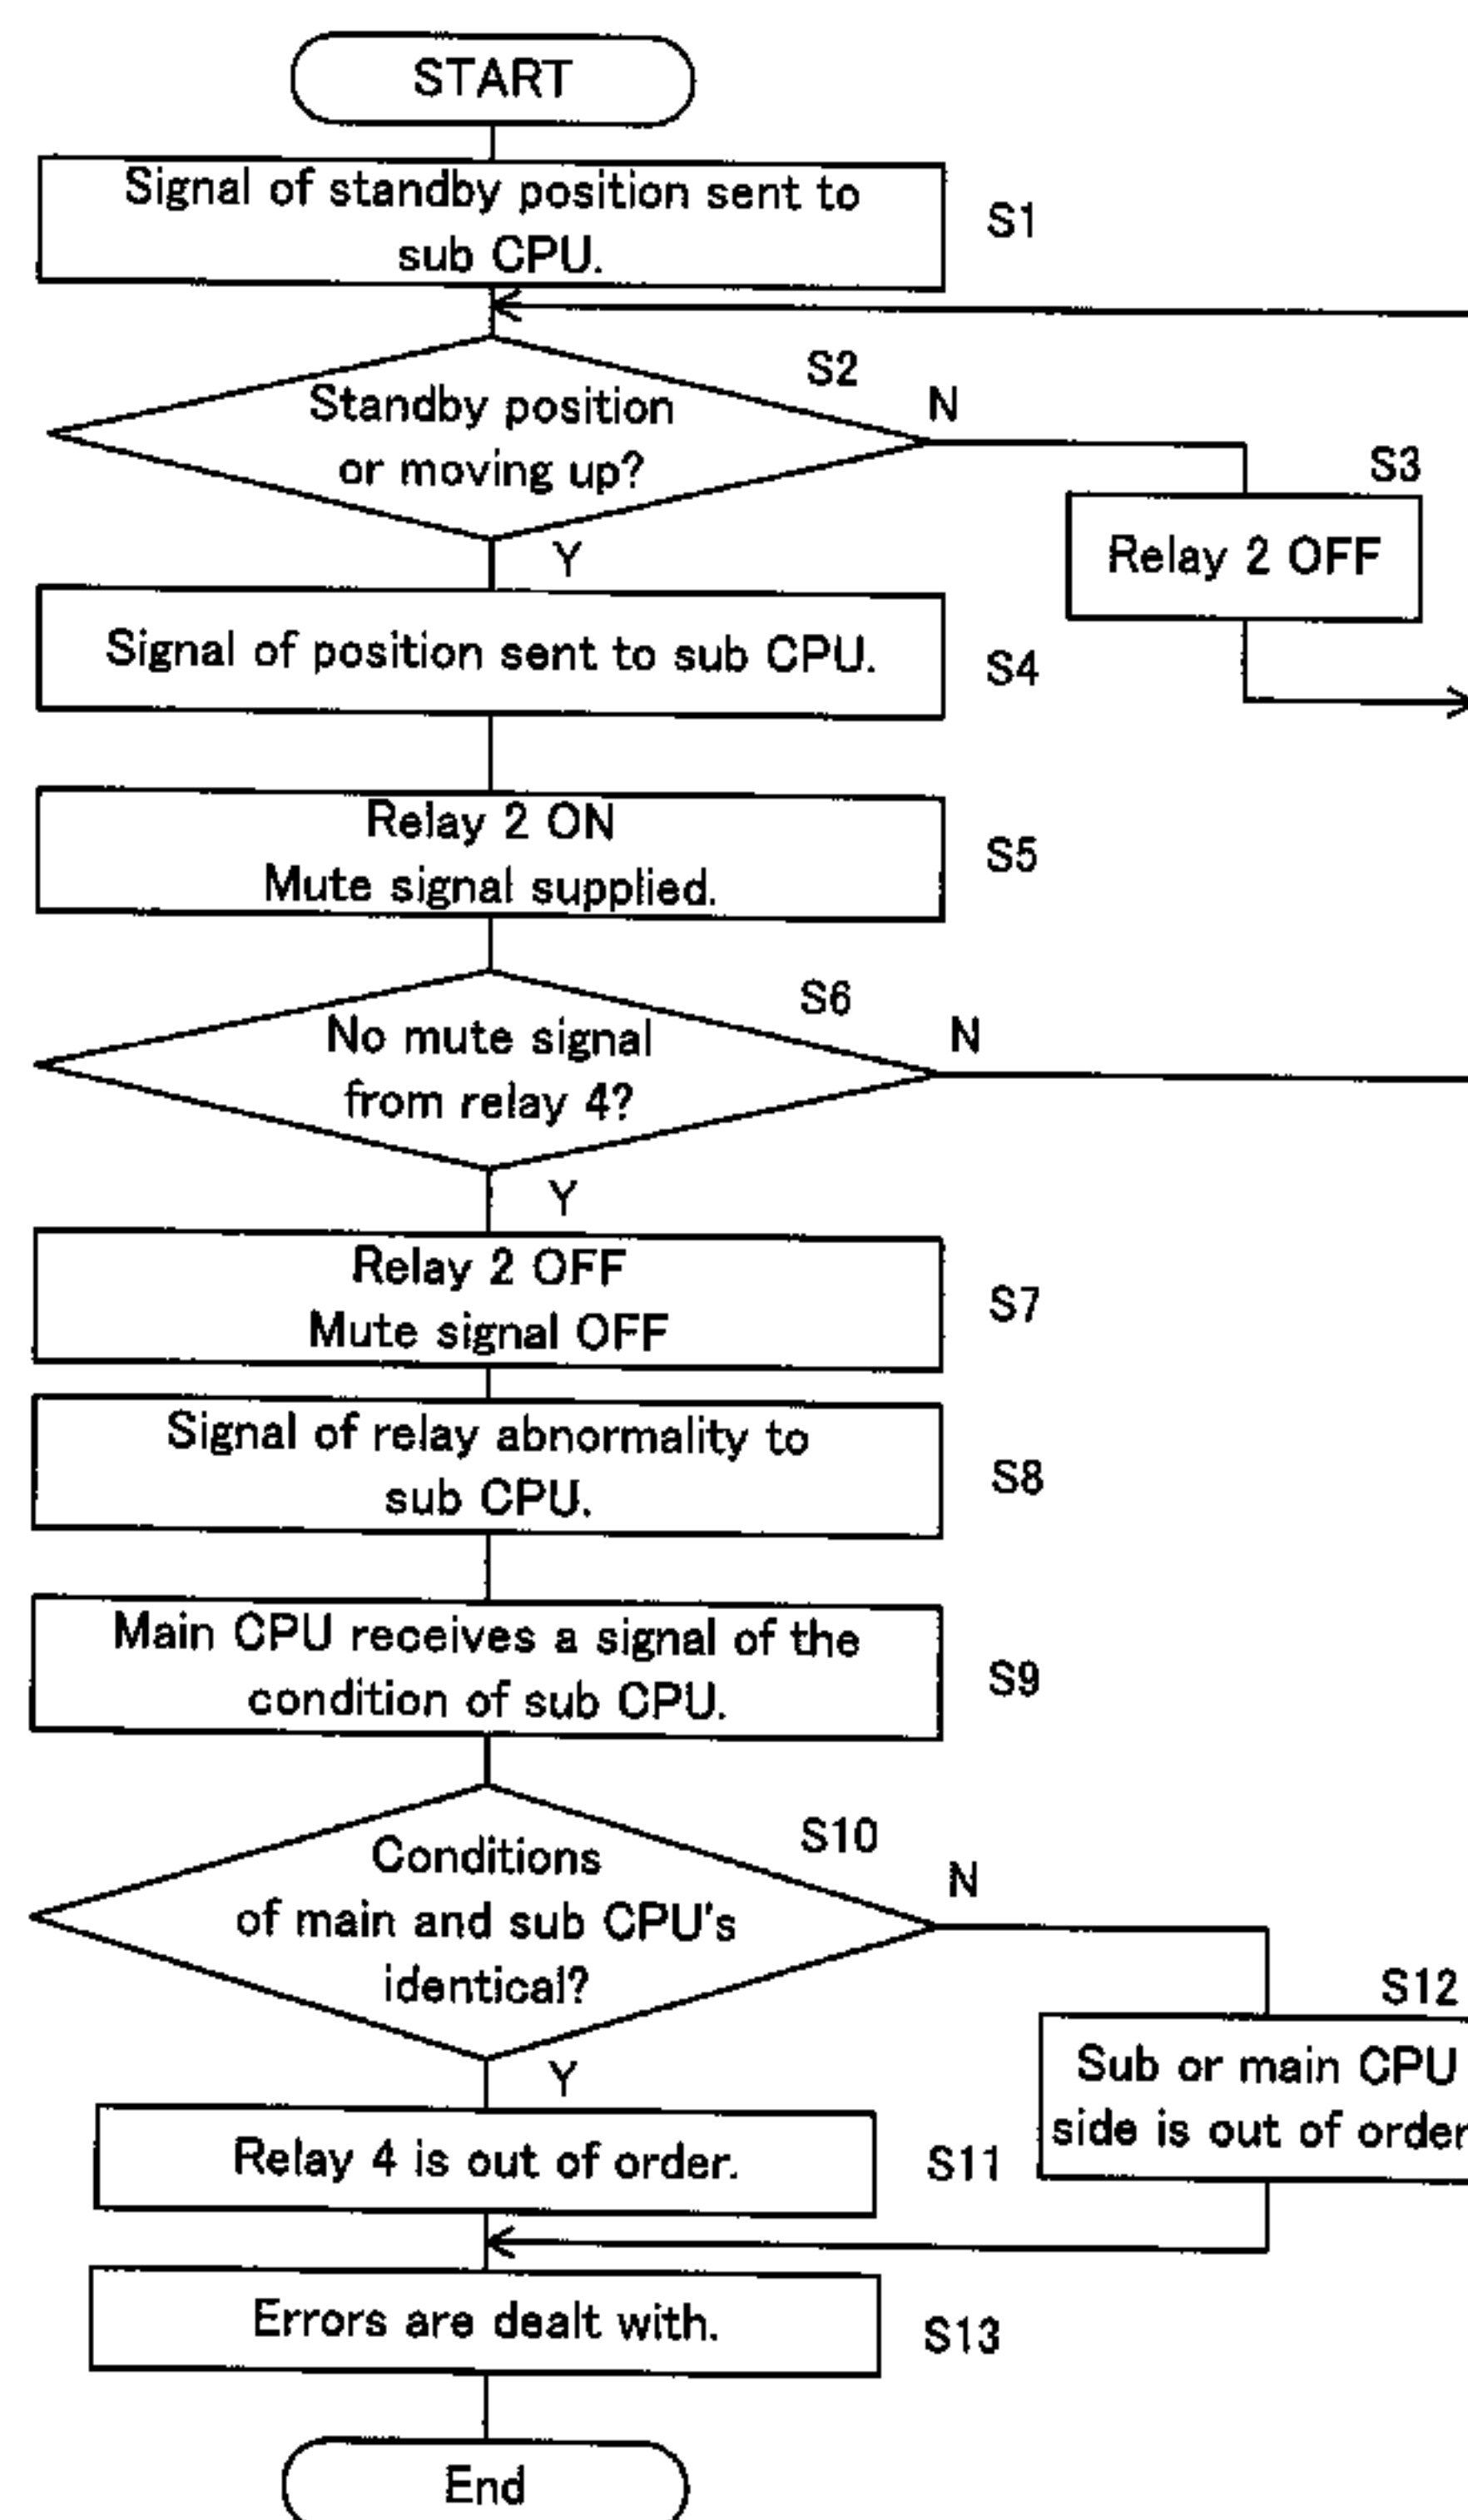 START
Signal of standby position sent to
sub CPU.
S1
Standby position
or moving up?
S2
N
Y
S3
Relay 2 OFF
Signal of position sent to sub CPU.
S4
Relay 2 ON
Mute signal supplied.
S5
No mute signal
from relay 4?
S6
N
Y
Relay 2 OFF
Mute signal OFF
S7
Signal of relay abnormality to
sub CPU.
S8
Main CPU receives a signal of the
condition of sub CPU.
S9
Conditions
of main and sub CPU's
identical?
S10
N
Y
S12
Sub or main CPU
side is out of order
Relay 4 is out of order.
S11
Errors are dealt with.
S13
End